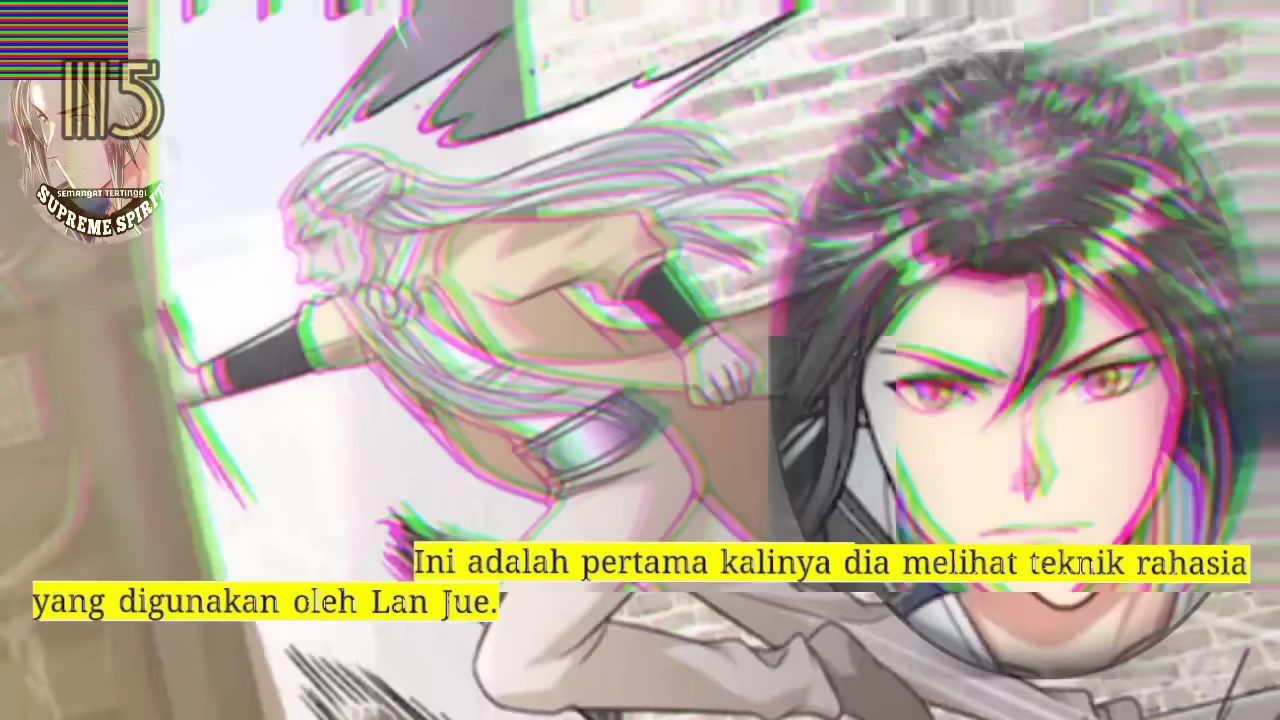 115
SEMANGAT TERTINGGI
SUPREME SPIRIT
Ini adalah pertama kalinya dia melihat teknik rahasia
yang digunakan oleh Lan Jue.